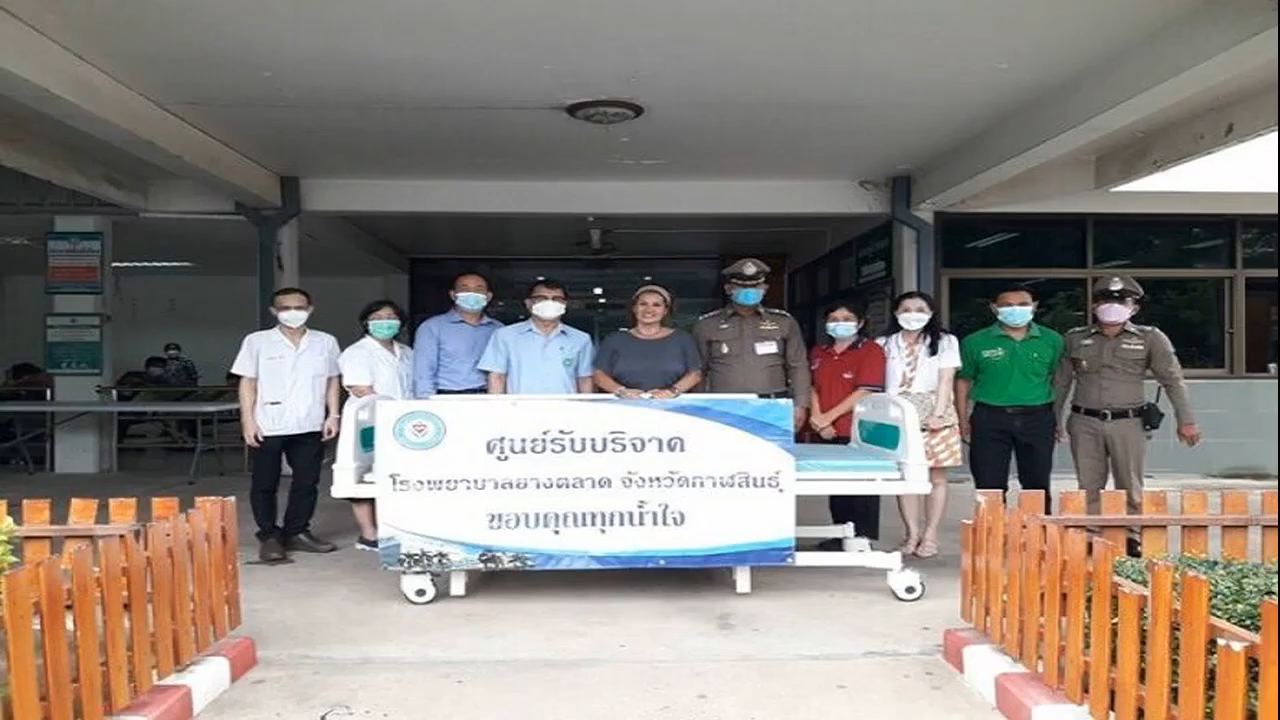 ศูนย์รับบริจาค
โรงพยาบาลยางตลาด จังหวัดกาฬสินธุ์
ขอบคุณทุกน้ำใจ